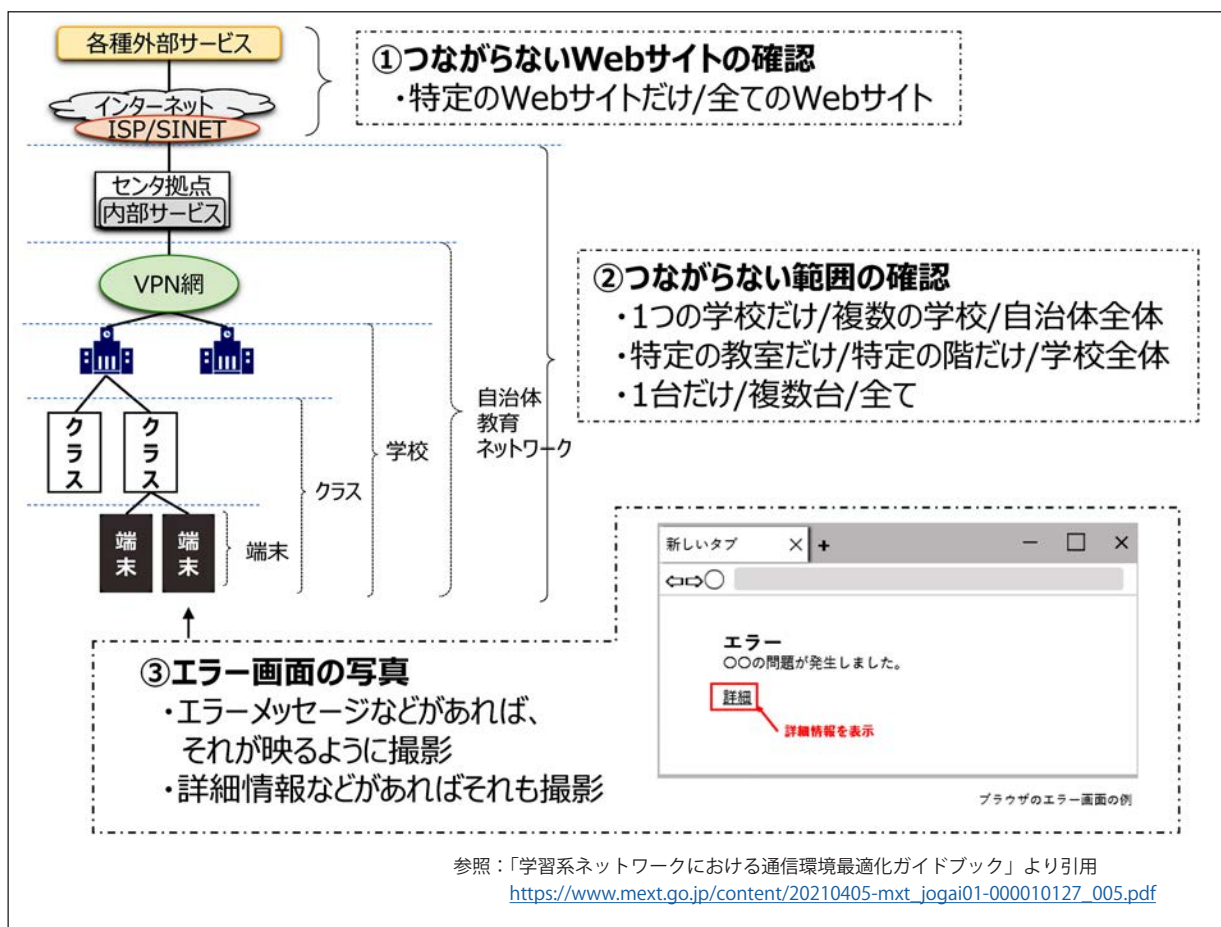 各種外部サービス
インターネット
ISP/SINET
①つながらないWebサイトの確認
・特定のWebサイトだけ/全てのWebサイト
センタ拠点
内部サービス
VPN網
②つながらない範囲の確認
・1つの学校だけ/複数の学校/自治体全体
・特定の教室だけ/特定の階だけ/学校全体
・1台だけ/複数台/全て
クラス
クラス
端末
端末
端末
クラス
学校
自治体
教育
ネットワーク
新しいタブ
エラー
〇〇の問題が発生しました。
詳細
詳細情報を表示
ブラウザのエラー画面の例
③エラー画面の写真
・エラーメッセージなどがあれば、
それが映るように撮影
・詳細情報などがあればそれも撮影
参照：「学習系ネットワークにおける通信環境最適化ガイドブック」より引用
https://www.mext.go.jp/content/20210405-mxt_jogai01-000010127_005.pdf